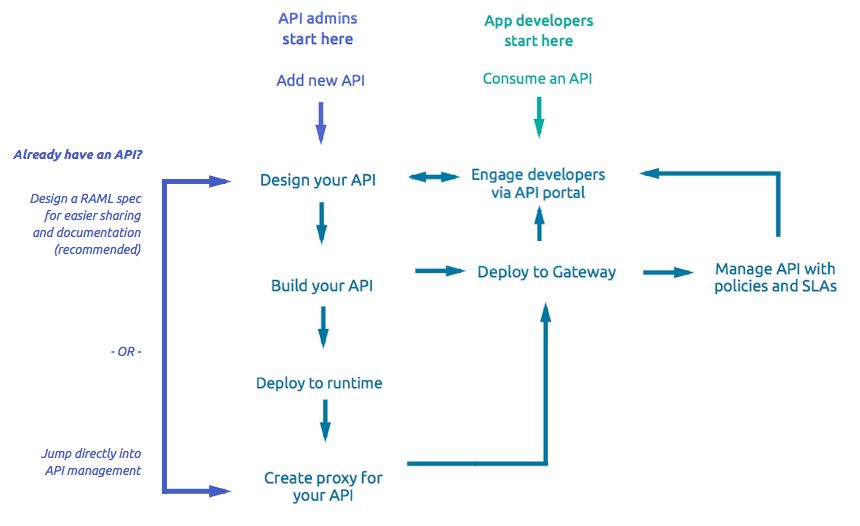 API admins
start here
App developers
start here
Add new API
Consume an API
Already have an API?
Design your API
Engage developers
via API portal
Design a RAML spec
for easier sharing
and documentation
(recommended)
Build your API
Deploy to Gateway
Manage API with
policies and SLAs
- OR -
Deploy to runtime
Jump directly into
API management
Create proxy for
your API